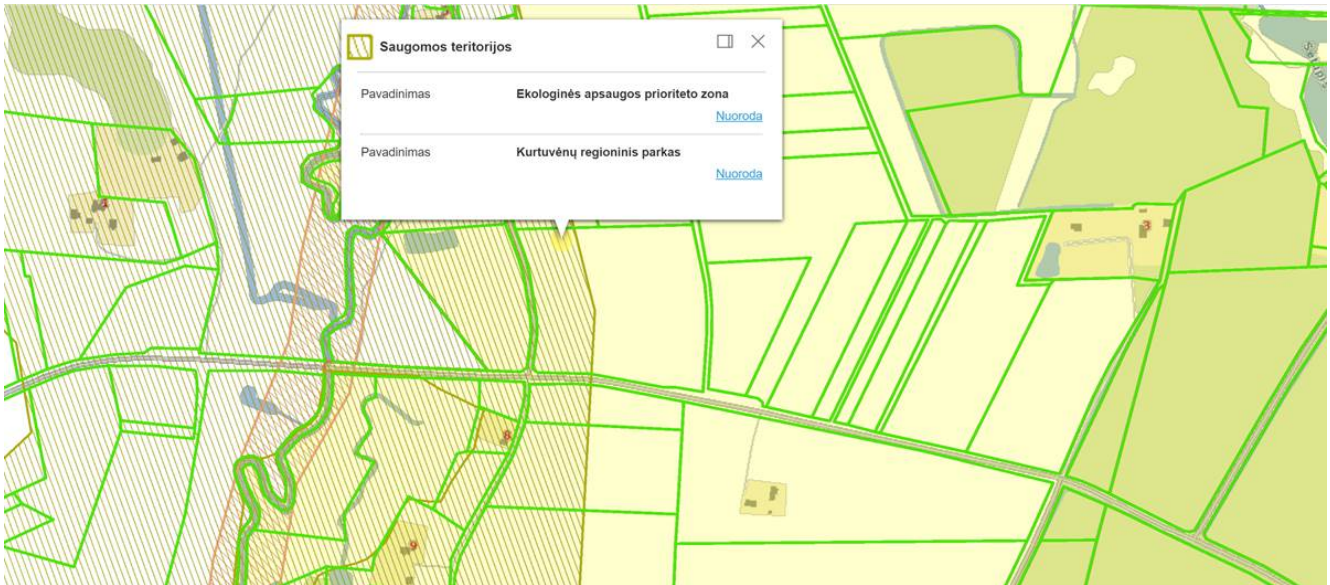 Saugomos teritorijos
Pavadinimas Ekologinės apsaugos prioriteto zona
Nuoroda
Pavadinimas Kurtuvėnų regioninis parkas
Nuoroda
4
3
8
9